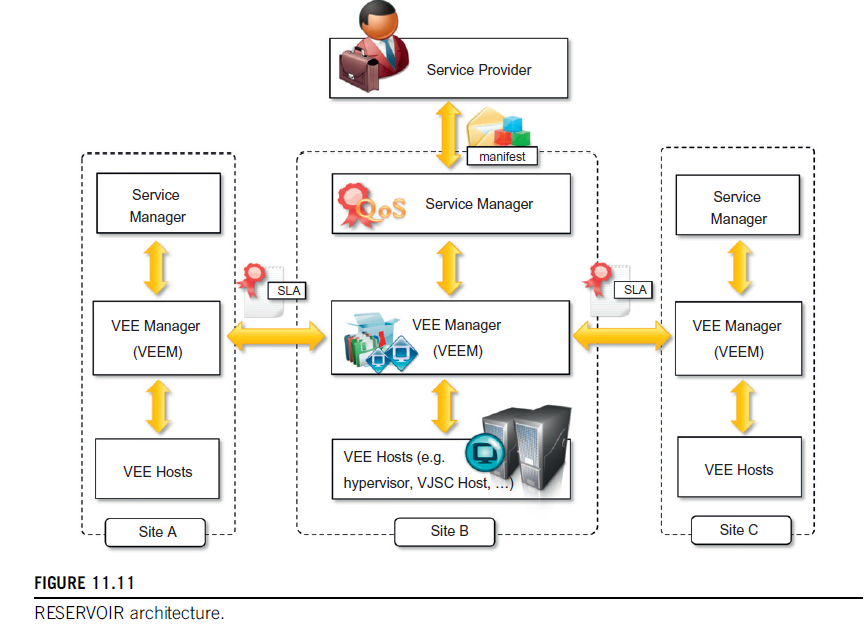 Service Provider
manifest
Service
Manager
QoS
Service Manager
Service
Manager
SLA
SLA
VEE Manager
(VEEM)
VEE Manager
(VEEM)
VEE Manager
(VEEM)
VEE Hosts
VEE Hosts (e.g.
hypervisor, VJSC Host, ...)
VEE Hosts
Site A
Site B
Site C
FIGURE 11.11
RESERVOIR architecture.